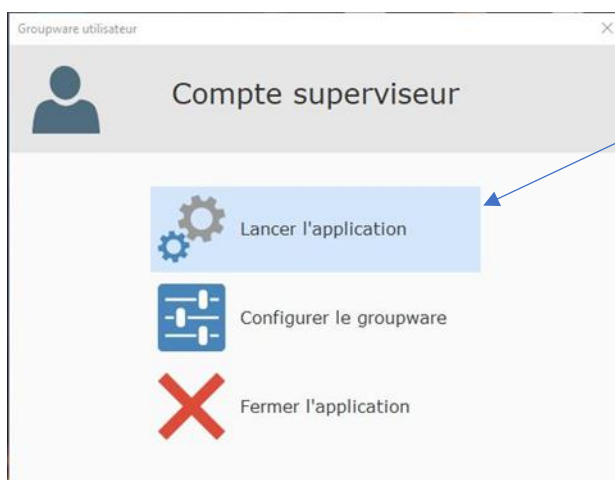 Groupware utilisateur
Compte superviseur
Lancer l'application
Configurer le groupware
Fermer l'application